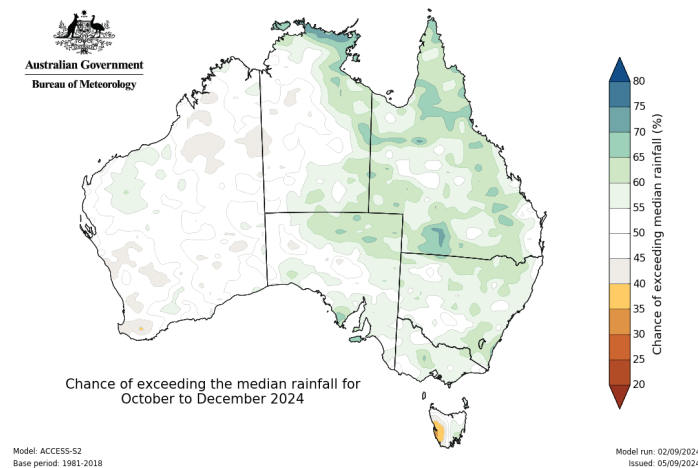 Australian Government
Bureau of Meteorology
80
75
70
65
60
55
50
45
40
35
30
25
20
Chance of exceeding median rainfall (%)
Chance of exceeding the median rainfall for
October to December 2024
Model: ACCESS-S2
Base period: 1981-2018
Model run: 02/09/2024
Issued: 05/09/2024